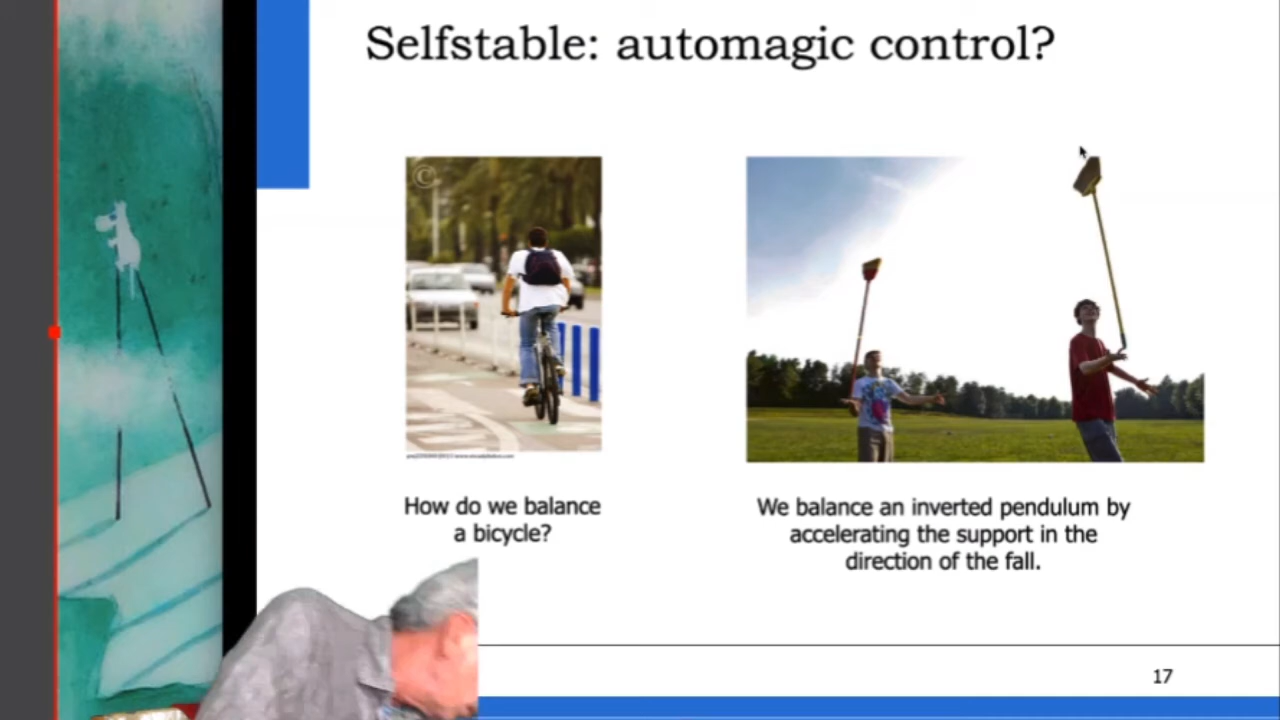 Selfstable: automagic control?
©
How do we balance
a bicycle?
We balance an inverted pendulum by
accelerating the support in the
direction of the fall.
17